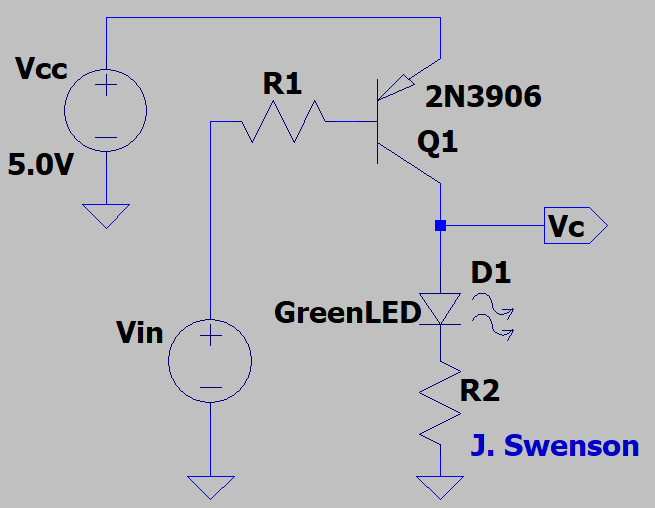 Vcc
5.0V
R1
2N3906
Q1
Vc
D1
GreenLED
Vin
R2
J. Swenson